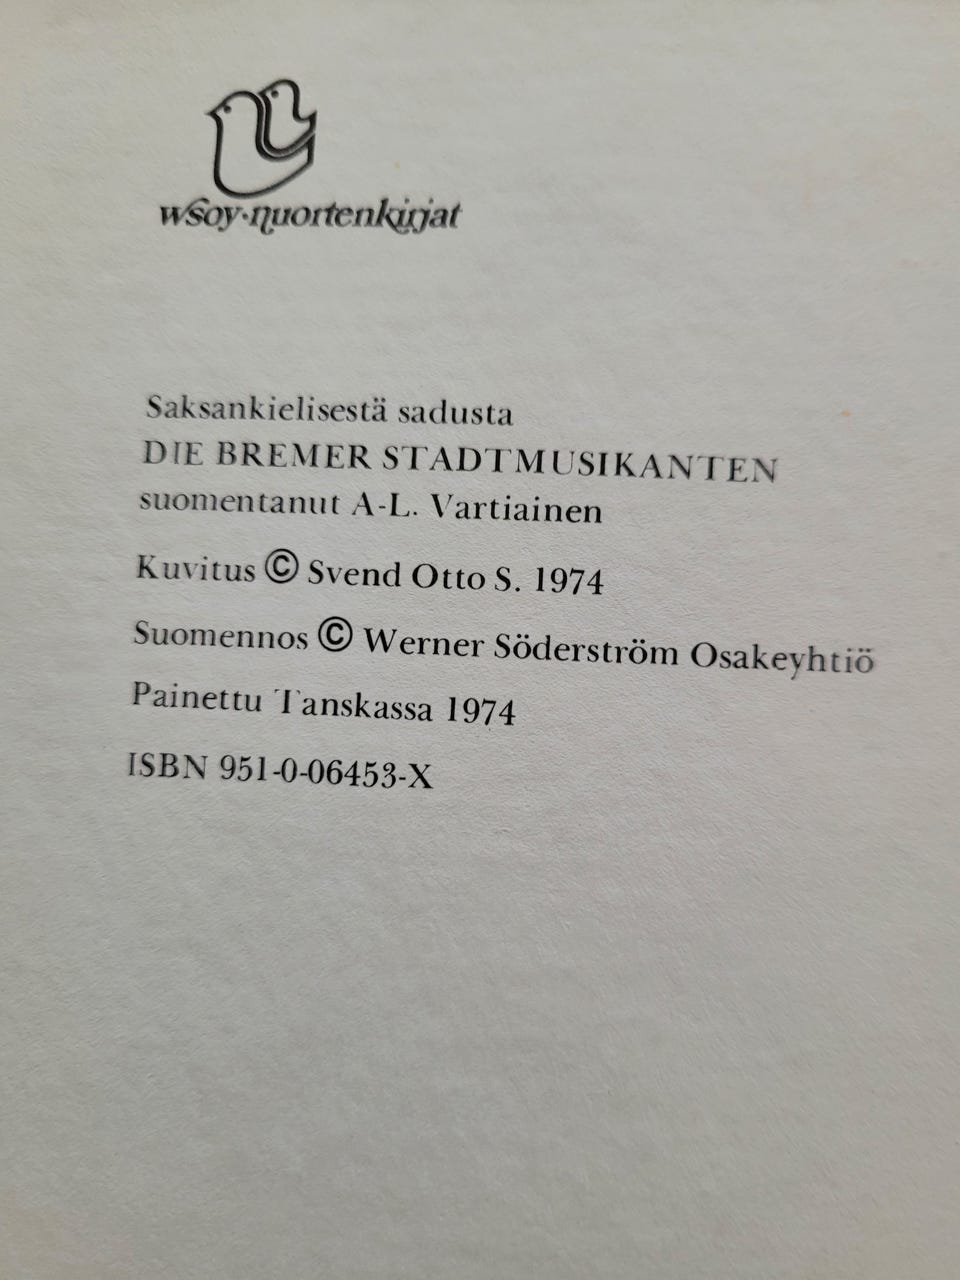 wsoy·nuortenkirjat
Saksankielisestä sadusta
DIE BREMER STADTMUSIKANTEN
suomentanut A-L. Vartiainen
Kuvitus © Svend Otto S. 1974
Suomennos © Werner Söderström Osakeyhtiö
Painettu Tanskassa 1974
ISBN 951-0-06453-X